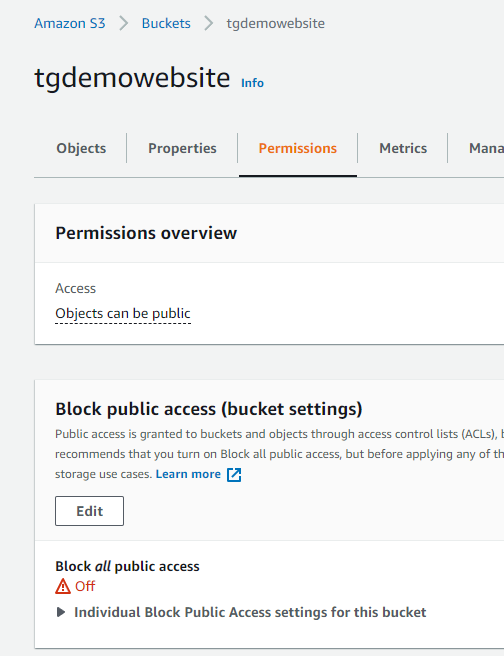 Amazon S3 > Buckets > tgdemowebsite
tgdemowebsite Info
Objects Properties Permissions Metrics Mana
Permissions overview
Access
Objects can be public
Block public access (bucket settings)
Public access is granted to buckets and objects through access control lists (ACLs),
recommends that you turn on Block all public access, but before applying any of th
storage use cases. Learn more
Edit
Block all public access
Off
Individual Block Public Access settings for this bucket